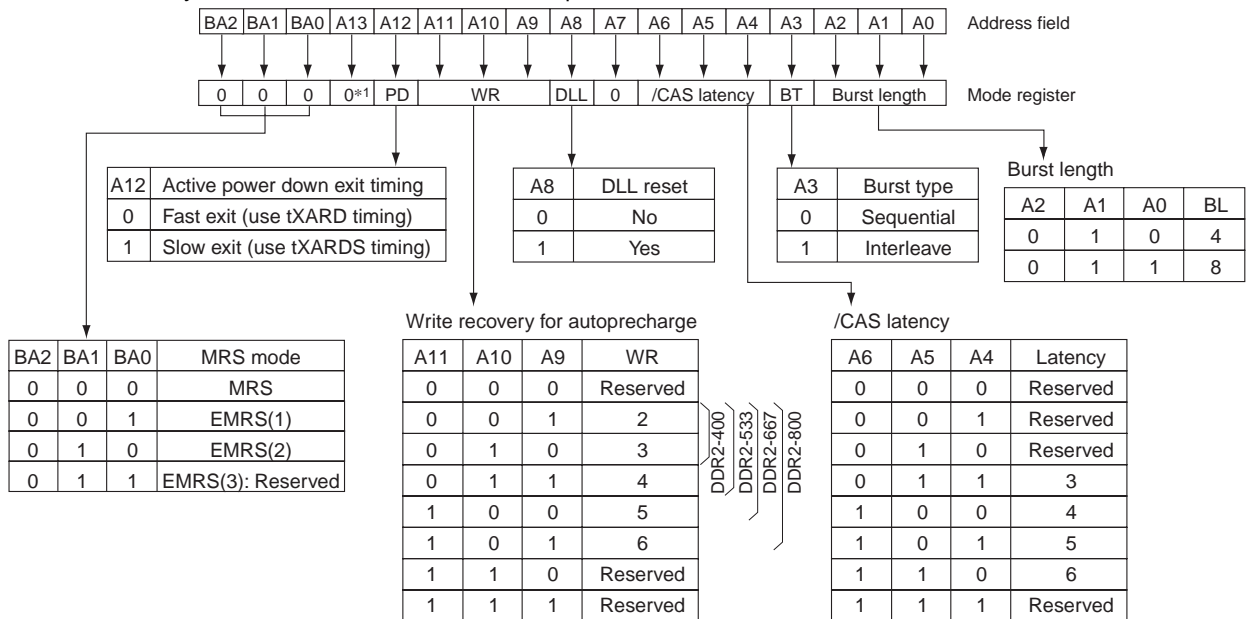 BA2 BA1 BA0 A13 A12 A11 A10 A9 A8 A7 A6 A5 A4 A3 A2 A1 A0 Address field
0 0 0 0*1 PD WR DLL 0 /CAS latency BT Burst length Mode register
A12 Active power down exit timing
0 Fast exit (use tXARD timing)
1 Slow exit (use tXARDS timing)
A8 DLL reset
0 No
1 Yes
A3 Burst type
0 Sequential
1 Interleave
Burst length
A2 A1 A0 BL
0 1 0 4
0 1 1 8
BA2 BA1 BA0 MRS mode
0 0 0 MRS
0 0 1 EMRS(1)
0 1 0 EMRS(2)
0 1 1 EMRS(3): Reserved
Write recovery for autoprecharge
A11 A10 A9 WR
0 0 0 Reserved
0 0 1 2
0 1 0 3
0 1 1 4
1 0 0 5
1 0 1 6
1 1 0 Reserved
1 1 1 Reserved
DDR2-400
DDR2-533
DDR2-667
DDR2-800
/CAS latency
A6 A5 A4 Latency
0 0 0 Reserved
0 0 1 Reserved
0 1 0 Reserved
0 1 1 3
1 0 0 4
1 0 1 5
1 1 0 6
1 1 1 Reserved